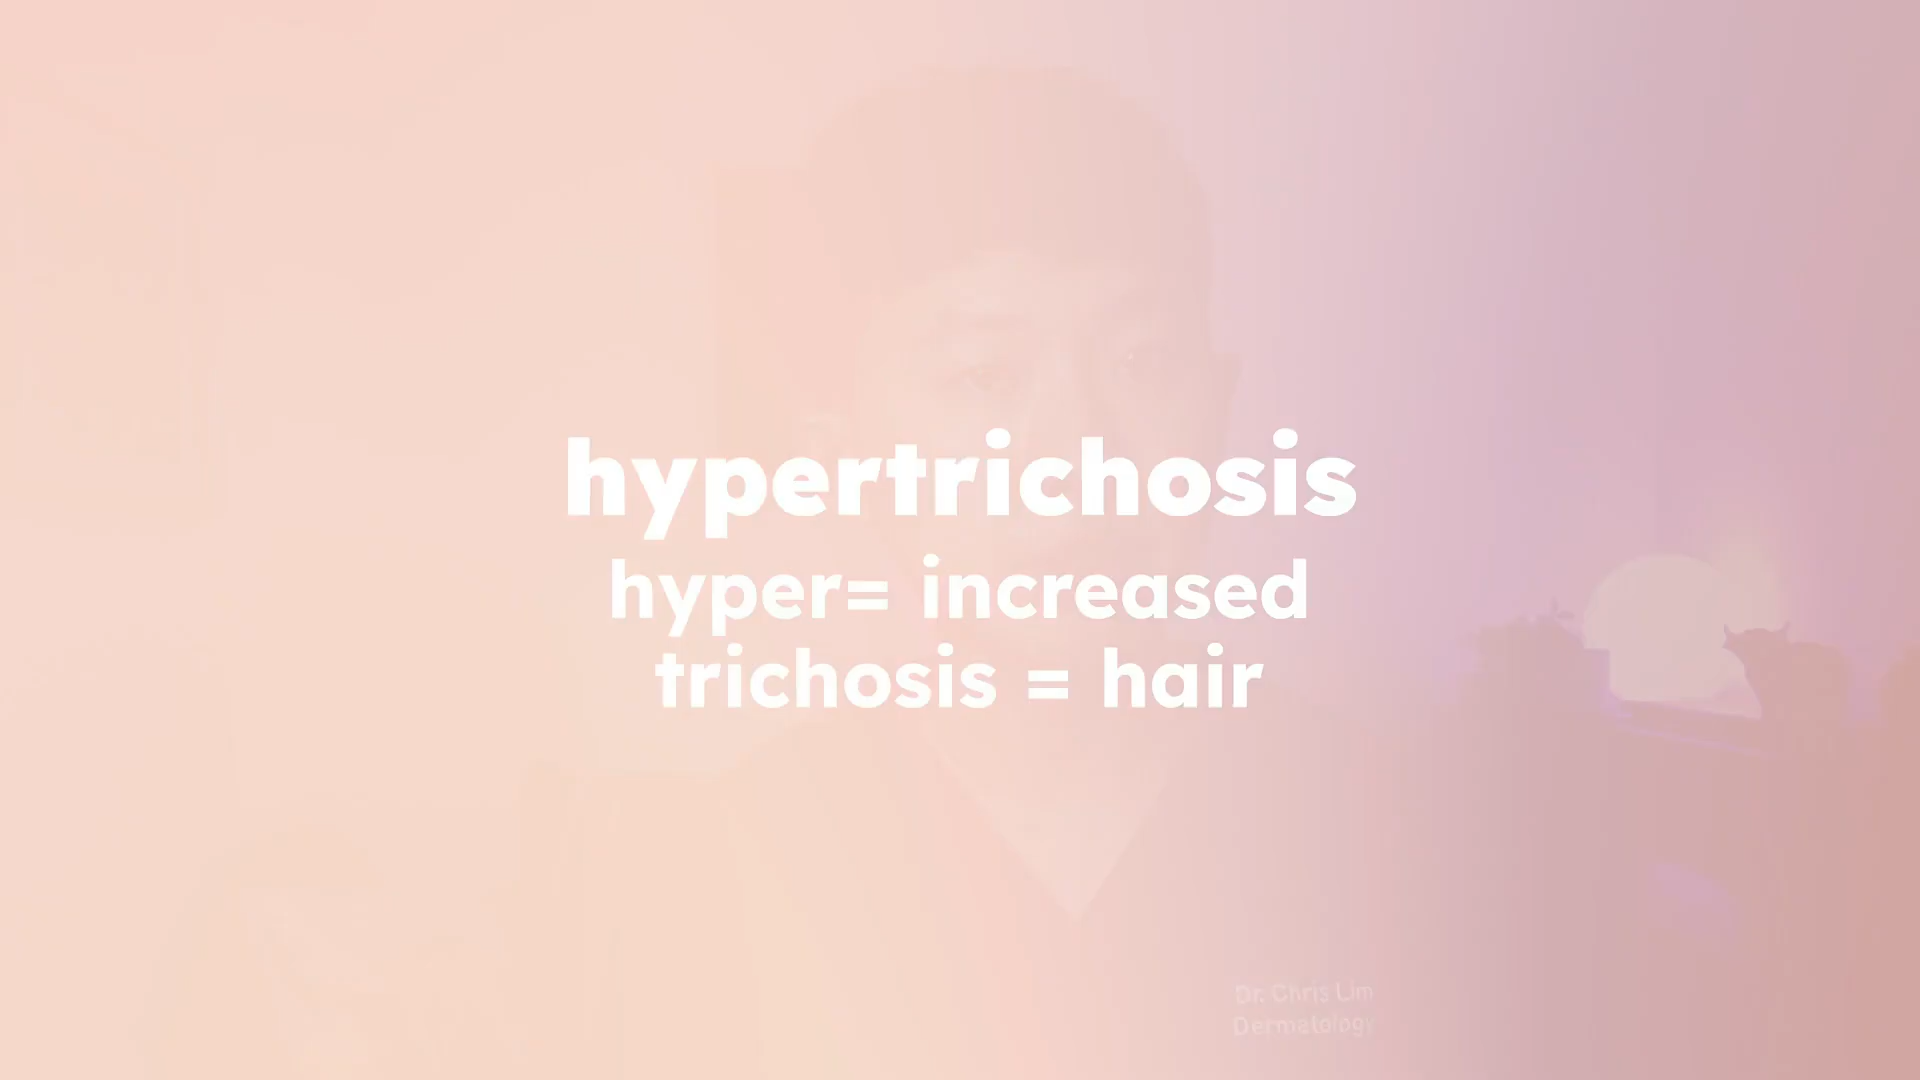 hypertrichosis
hyper= increased
trichosis = hair
Dr. Chris Lim
Dermatology